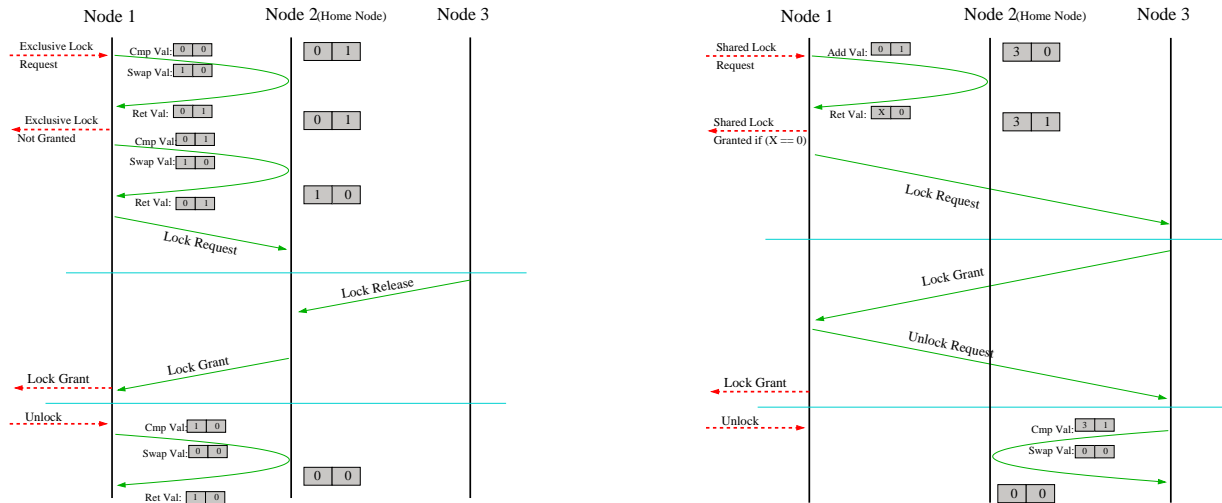 Node 1
Node 2(Home Node)
Node 3
Exclusive Lock
Request
Cmp Val: 0 0
Swap Val: 1 0
0 1
Ret Val: 0 1
0 1
Exclusive Lock
Not Granted
Cmp Val: 0 1
Swap Val: 1 0
Ret Val: 0 1
1 0
Lock Request
Lock Release
Lock Grant
Lock Grant
Unlock
Cmp Val: 1 0
Swap Val: 0 0
0 0
Ret Val: 1 0
Node 1
Node 2(Home Node)
Node 3
Shared Lock
Request
Add Val: 0 1
3 0
Ret Val: X 0
3 1
Shared Lock
Granted if (X == 0)
Lock Request
Lock Grant
Unlock Request
Lock Grant
Unlock
Cmp Val: 3 1
Swap Val: 0 0
0 0